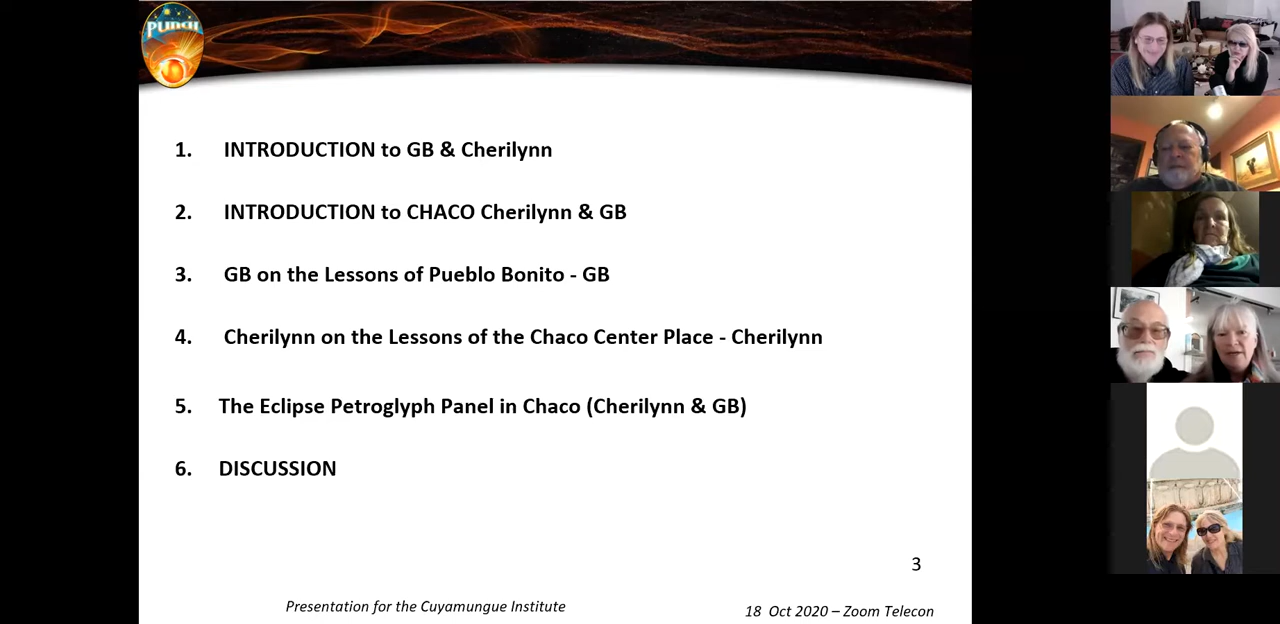 PUNCH
1. INTRODUCTION to GB & Cherilynn
2. INTRODUCTION to CHACO Cherilynn & GB
3. GB on the Lessons of Pueblo Bonito - GB
4. Cherilynn on the Lessons of the Chaco Center Place - Cherilynn
5. The Eclipse Petroglyph Panel in Chaco (Cherilynn & GB)
6. DISCUSSION
3
Presentation for the Cuyamungue Institute
18 Oct 2020 – Zoom Telecon